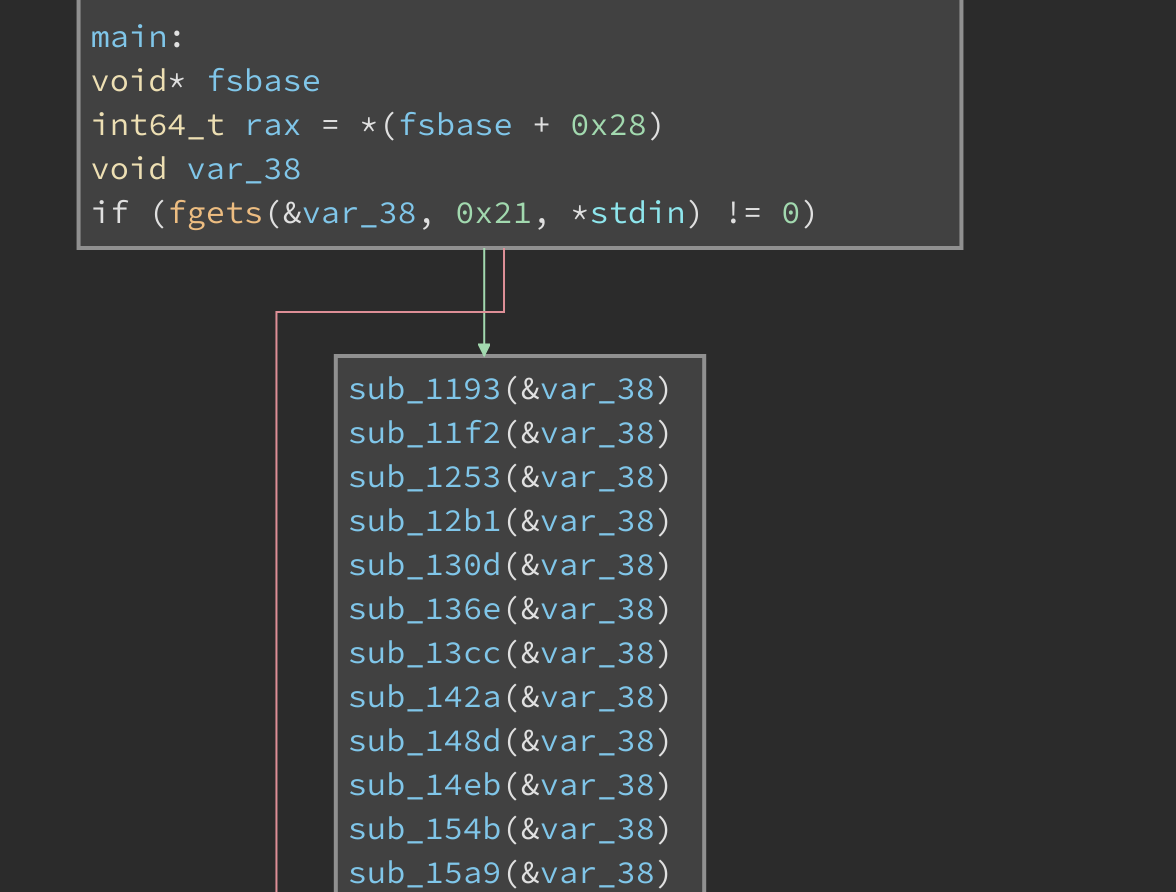 main:
void* fsbase
int64_t rax = *(fsbase + 0x28)
void var_38
if (fgets(&var_38, 0x21, *stdin) != 0)
sub_1193(&var_38)
sub_11f2(&var_38)
sub_1253(&var_38)
sub_12b1(&var_38)
sub_130d(&var_38)
sub_136e(&var_38)
sub_13cc(&var_38)
sub_142a(&var_38)
sub_148d(&var_38)
sub_14eb(&var_38)
sub_154b(&var_38)
sub_15a9(&var_38)